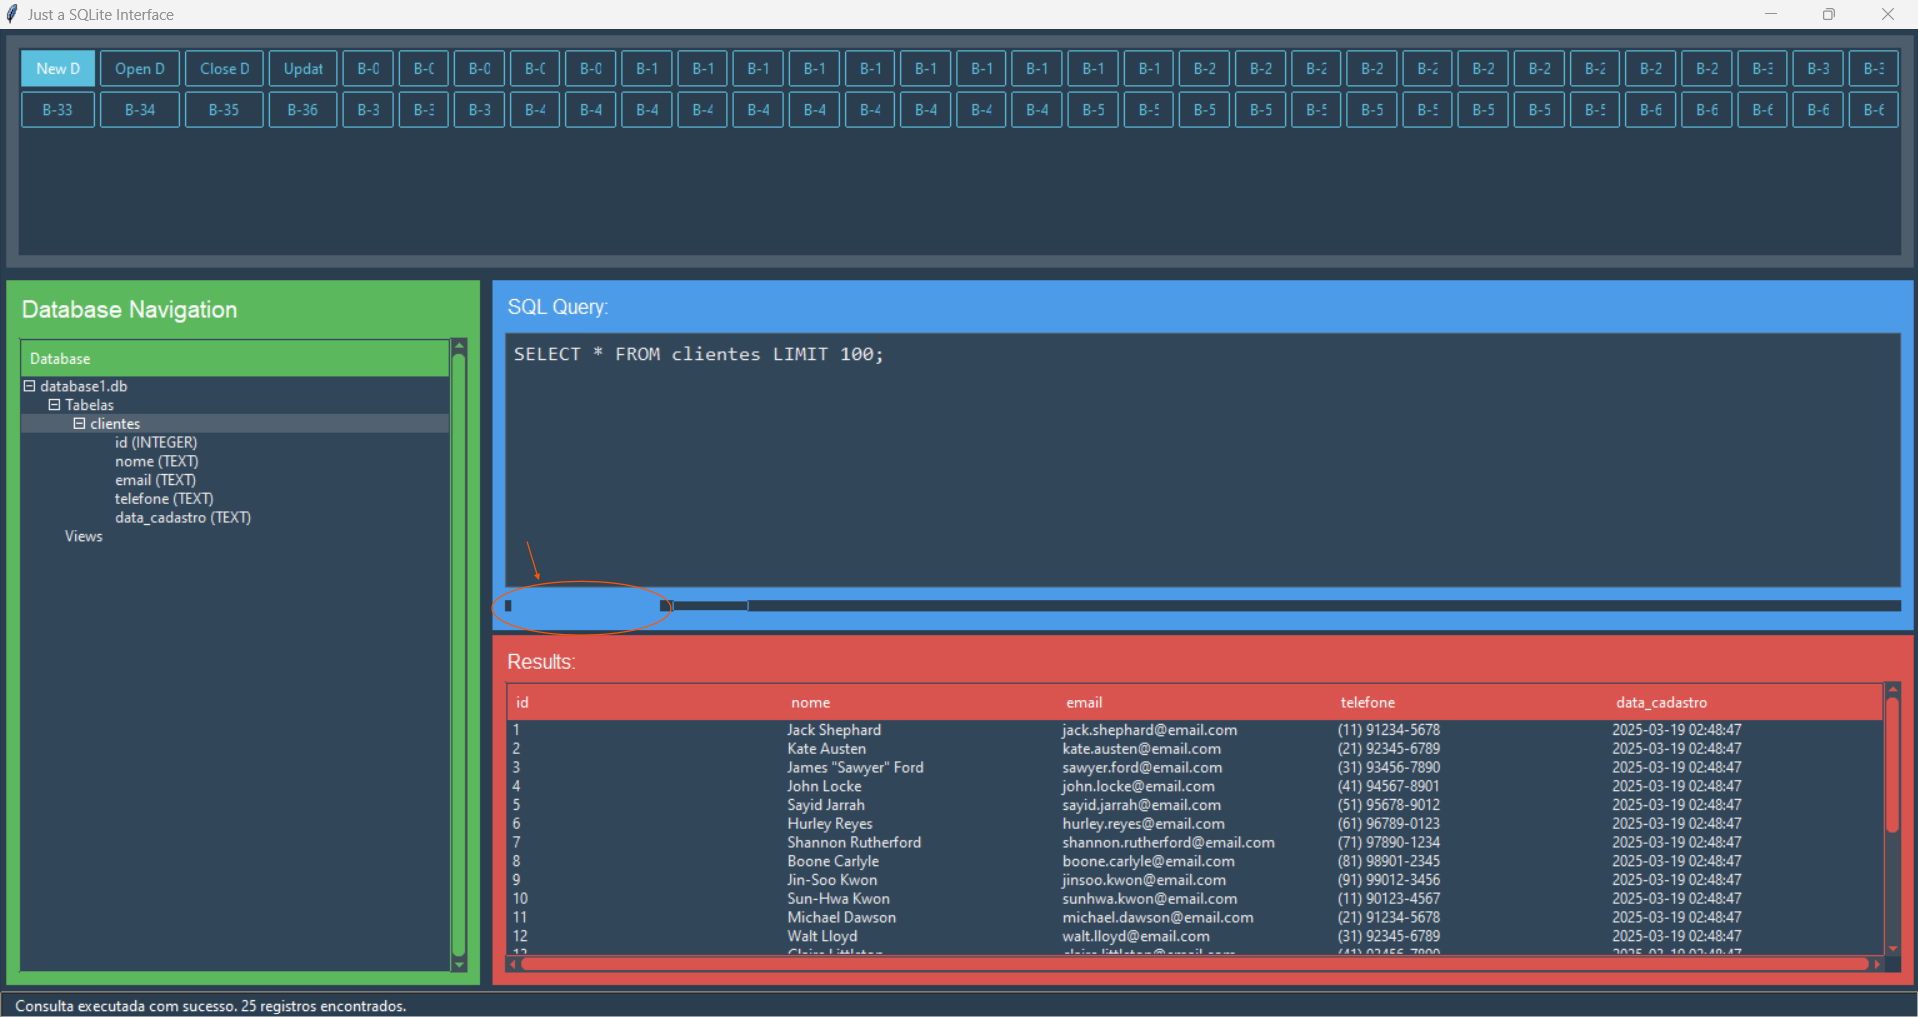 Just a SQLite Interface
New D Open D Close D Updat B-0 B-0 B-0 B-0 B-0 B-1 B-1 B-1 B-1 B-1 B-1 B-1 B-1 B-1 B-1 B-2 B-2 B-2 B-2 B-2 B-2 B-2 B-2 B-2 B-2 B-3 B-3 B-3
B-33 B-34 B-35 B-36 B-3 B-3 B-3 B-4 B-4 B-4 B-4 B-4 B-4 B-4 B-4 B-4 B-4 B-5 B-5 B-5 B-5 B-5 B-5 B-5 B-5 B-5 B-5 B-6 B-6 B-6 B-6 B-6
Database Navigation
Database
database1.db
Tabelas
clientes
id (INTEGER)
nome (TEXT)
email (TEXT)
telefone (TEXT)
data_cadastro (TEXT)
Views
SQL Query:
SELECT * FROM clientes LIMIT 100;
Results:
id nome email telefone data_cadastro
1 Jack Shephard jack.shephard@email.com (11) 91234-5678 2025-03-19 02:48:47
2 Kate Austen kate.austen@email.com (21) 92345-6789 2025-03-19 02:48:47
3 James "Sawyer" Ford sawyer.ford@email.com (31) 93456-7890 2025-03-19 02:48:47
4 John Locke john.locke@email.com (41) 94567-8901 2025-03-19 02:48:47
5 Sayid Jarrah sayid.jarrah@email.com (51) 95678-9012 2025-03-19 02:48:47
6 Hurley Reyes hurley.reyes@email.com (61) 96789-0123 2025-03-19 02:48:47
7 Shannon Rutherford shannon.rutherford@email.com (71) 97890-1234 2025-03-19 02:48:47
8 Boone Carlyle boone.carlyle@email.com (81) 98901-2345 2025-03-19 02:48:47
9 Jin-Soo Kwon jinsoo.kwon@email.com (91) 99012-3456 2025-03-19 02:48:47
10 Sun-Hwa Kwon sunhwa.kwon@email.com (11) 90123-4567 2025-03-19 02:48:47
11 Michael Dawson michael.dawson@email.com (21) 91234-5678 2025-03-19 02:48:47
12 Walt Lloyd walt.lloyd@email.com (31) 92345-6789 2025-03-19 02:48:47
Consulta executada com sucesso. 25 registros encontrados.